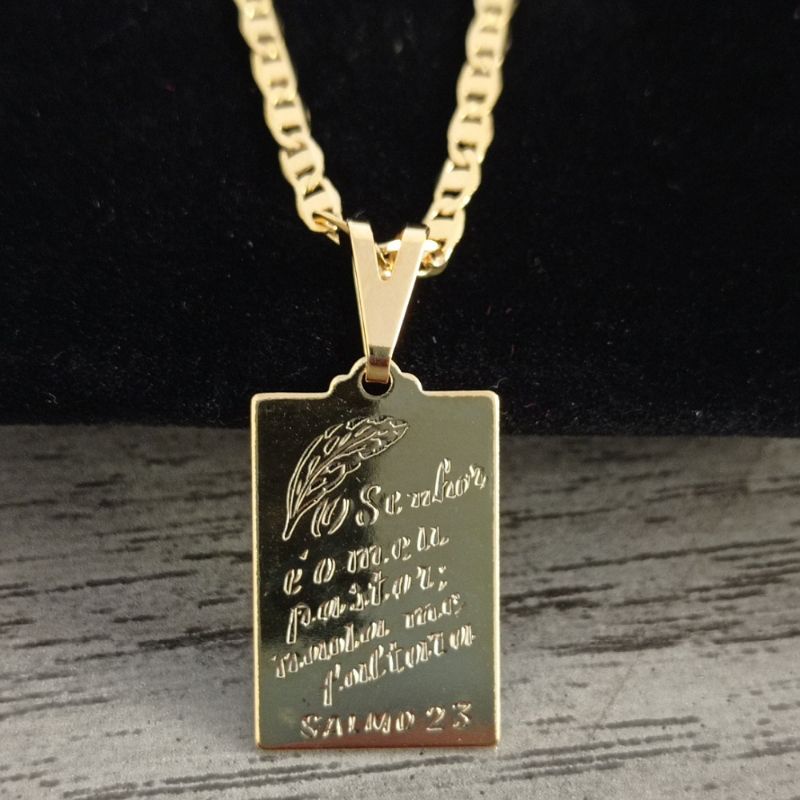 O Senhor
é o meu
pastor;
nada me
faltara
SALMO 23